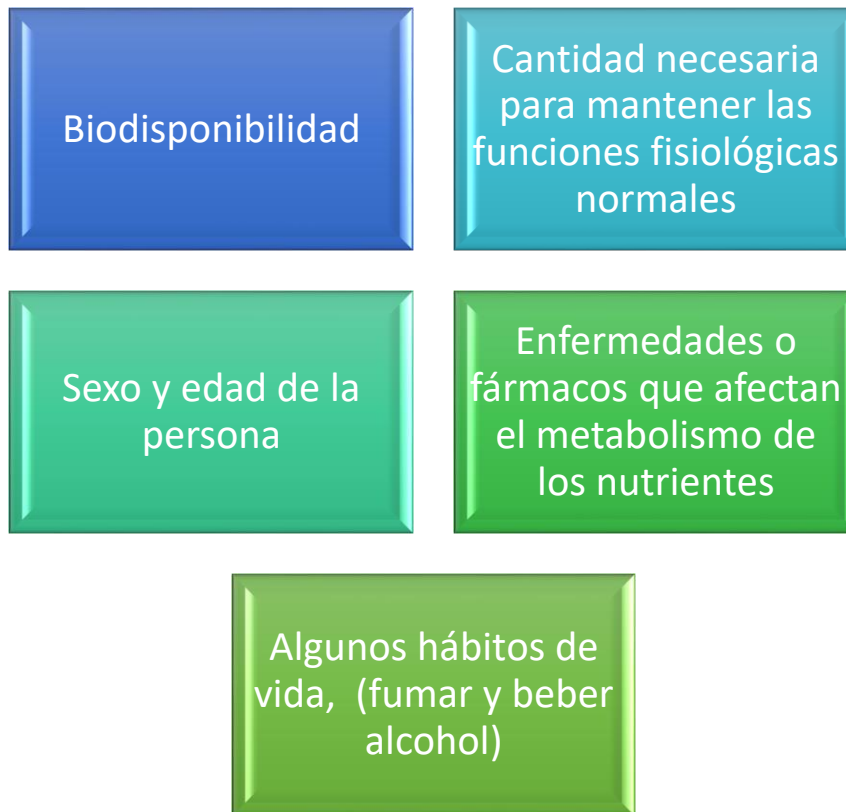 Biodisponibilidad
Cantidad necesaria
para mantener las
funciones fisiológicas
normales
Sexo y edad de la
persona
Enfermedades o
fármacos que afectan
el metabolismo de
los nutrientes
Algunos hábitos de
vida, (fumar y beber
alcohol)